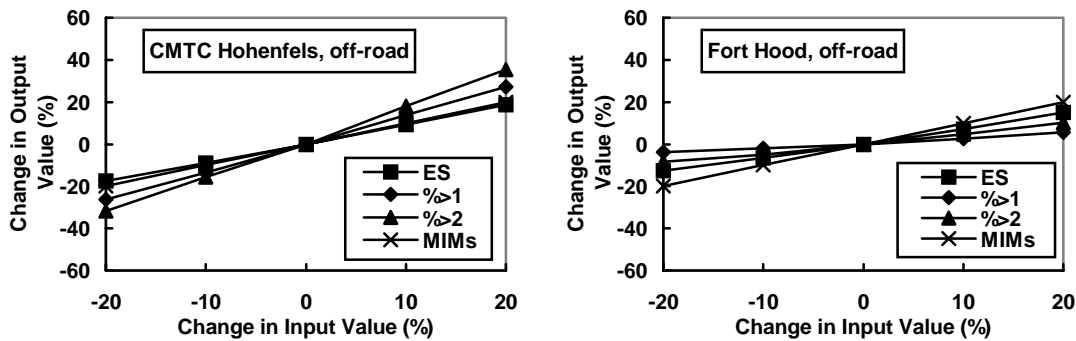 CMTC Hohenfels, off-road
Change in Output
Value (%)
60
40
20
0
-20
-40
-60
ES
%>1
%>2
MIMs
-20
-10
0
10
20
Change in Input Value (%)
Fort Hood, off-road
Change in Output
Value (%)
60
40
20
0
-20
-40
-60
ES
%>1
%>2
MIMs
-20
-10
0
10
20
Change in Input Value (%)